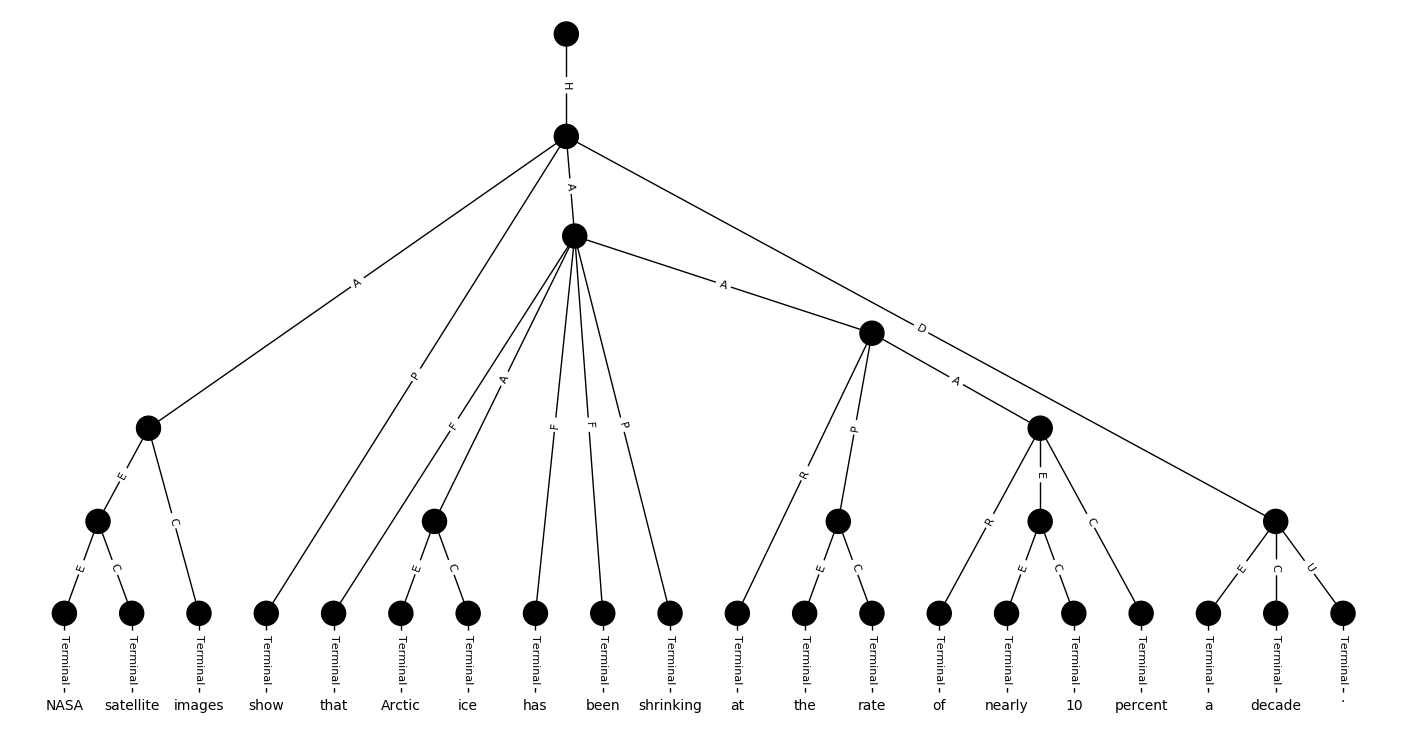 H
A
A
A
D
P
A
A
F
F
F
P
P
E
E
R
C
R
C
E
C
E
C
E
C
E
C
E
C
U
Terminal Terminal Terminal Terminal Terminal Terminal Terminal Terminal Terminal Terminal Terminal Terminal Terminal Terminal Terminal Terminal Terminal Terminal Terminal Terminal
NASA satellite images show that Arctic ice has been shrinking at the rate of nearly 10 percent a decade .